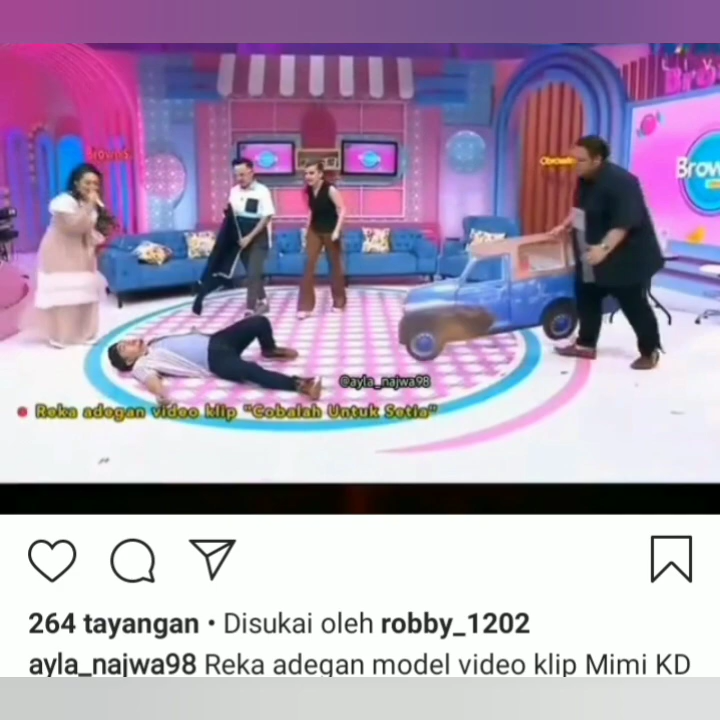 Brow
@ayla_najwa98
Reka adegan video klip "Cobalah Untuk Setia"
264 tayangan • Disukai oleh robby_1202
ayla_najwa98 Reka adegan model video klip Mimi KD